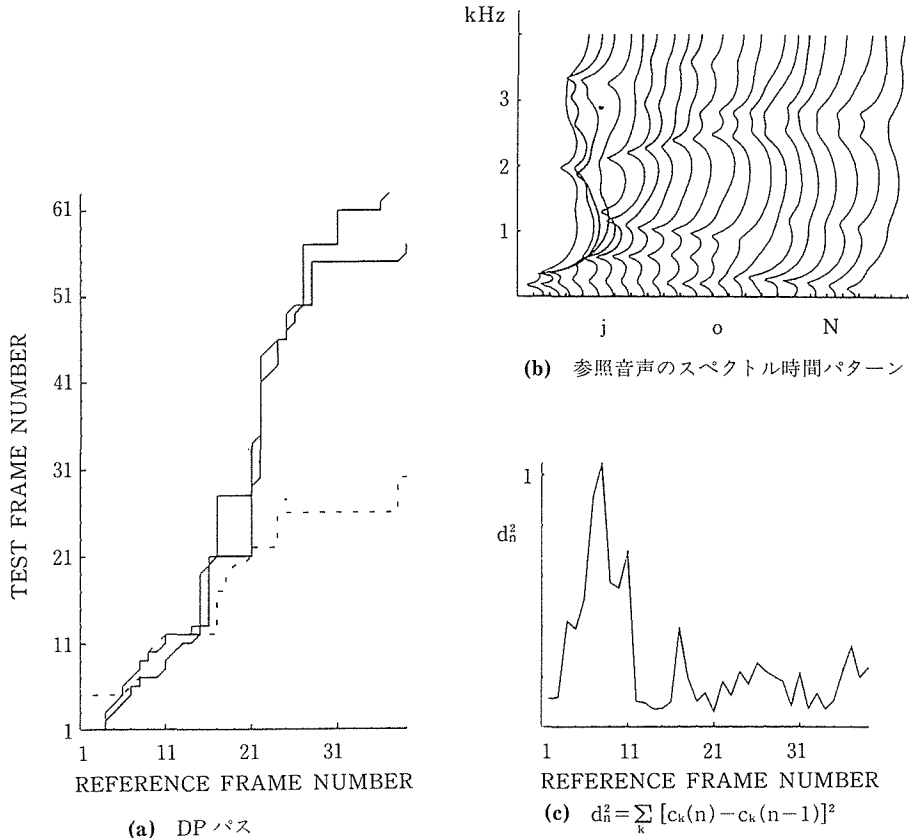 61
51
41
31
21
11
1
TEST FRAME NUMBER
1 11 21 31
REFERENCE FRAME NUMBER
(a) DP パス
kHz
3
2
1
j o N
(b) 参照音声のスペクトル時間パターン
1
d²ₙ
1 11 21 31
REFERENCE FRAME NUMBER
(c) d²ₙ=∑ₖ [cₖ(n)−cₖ(n−1)]²